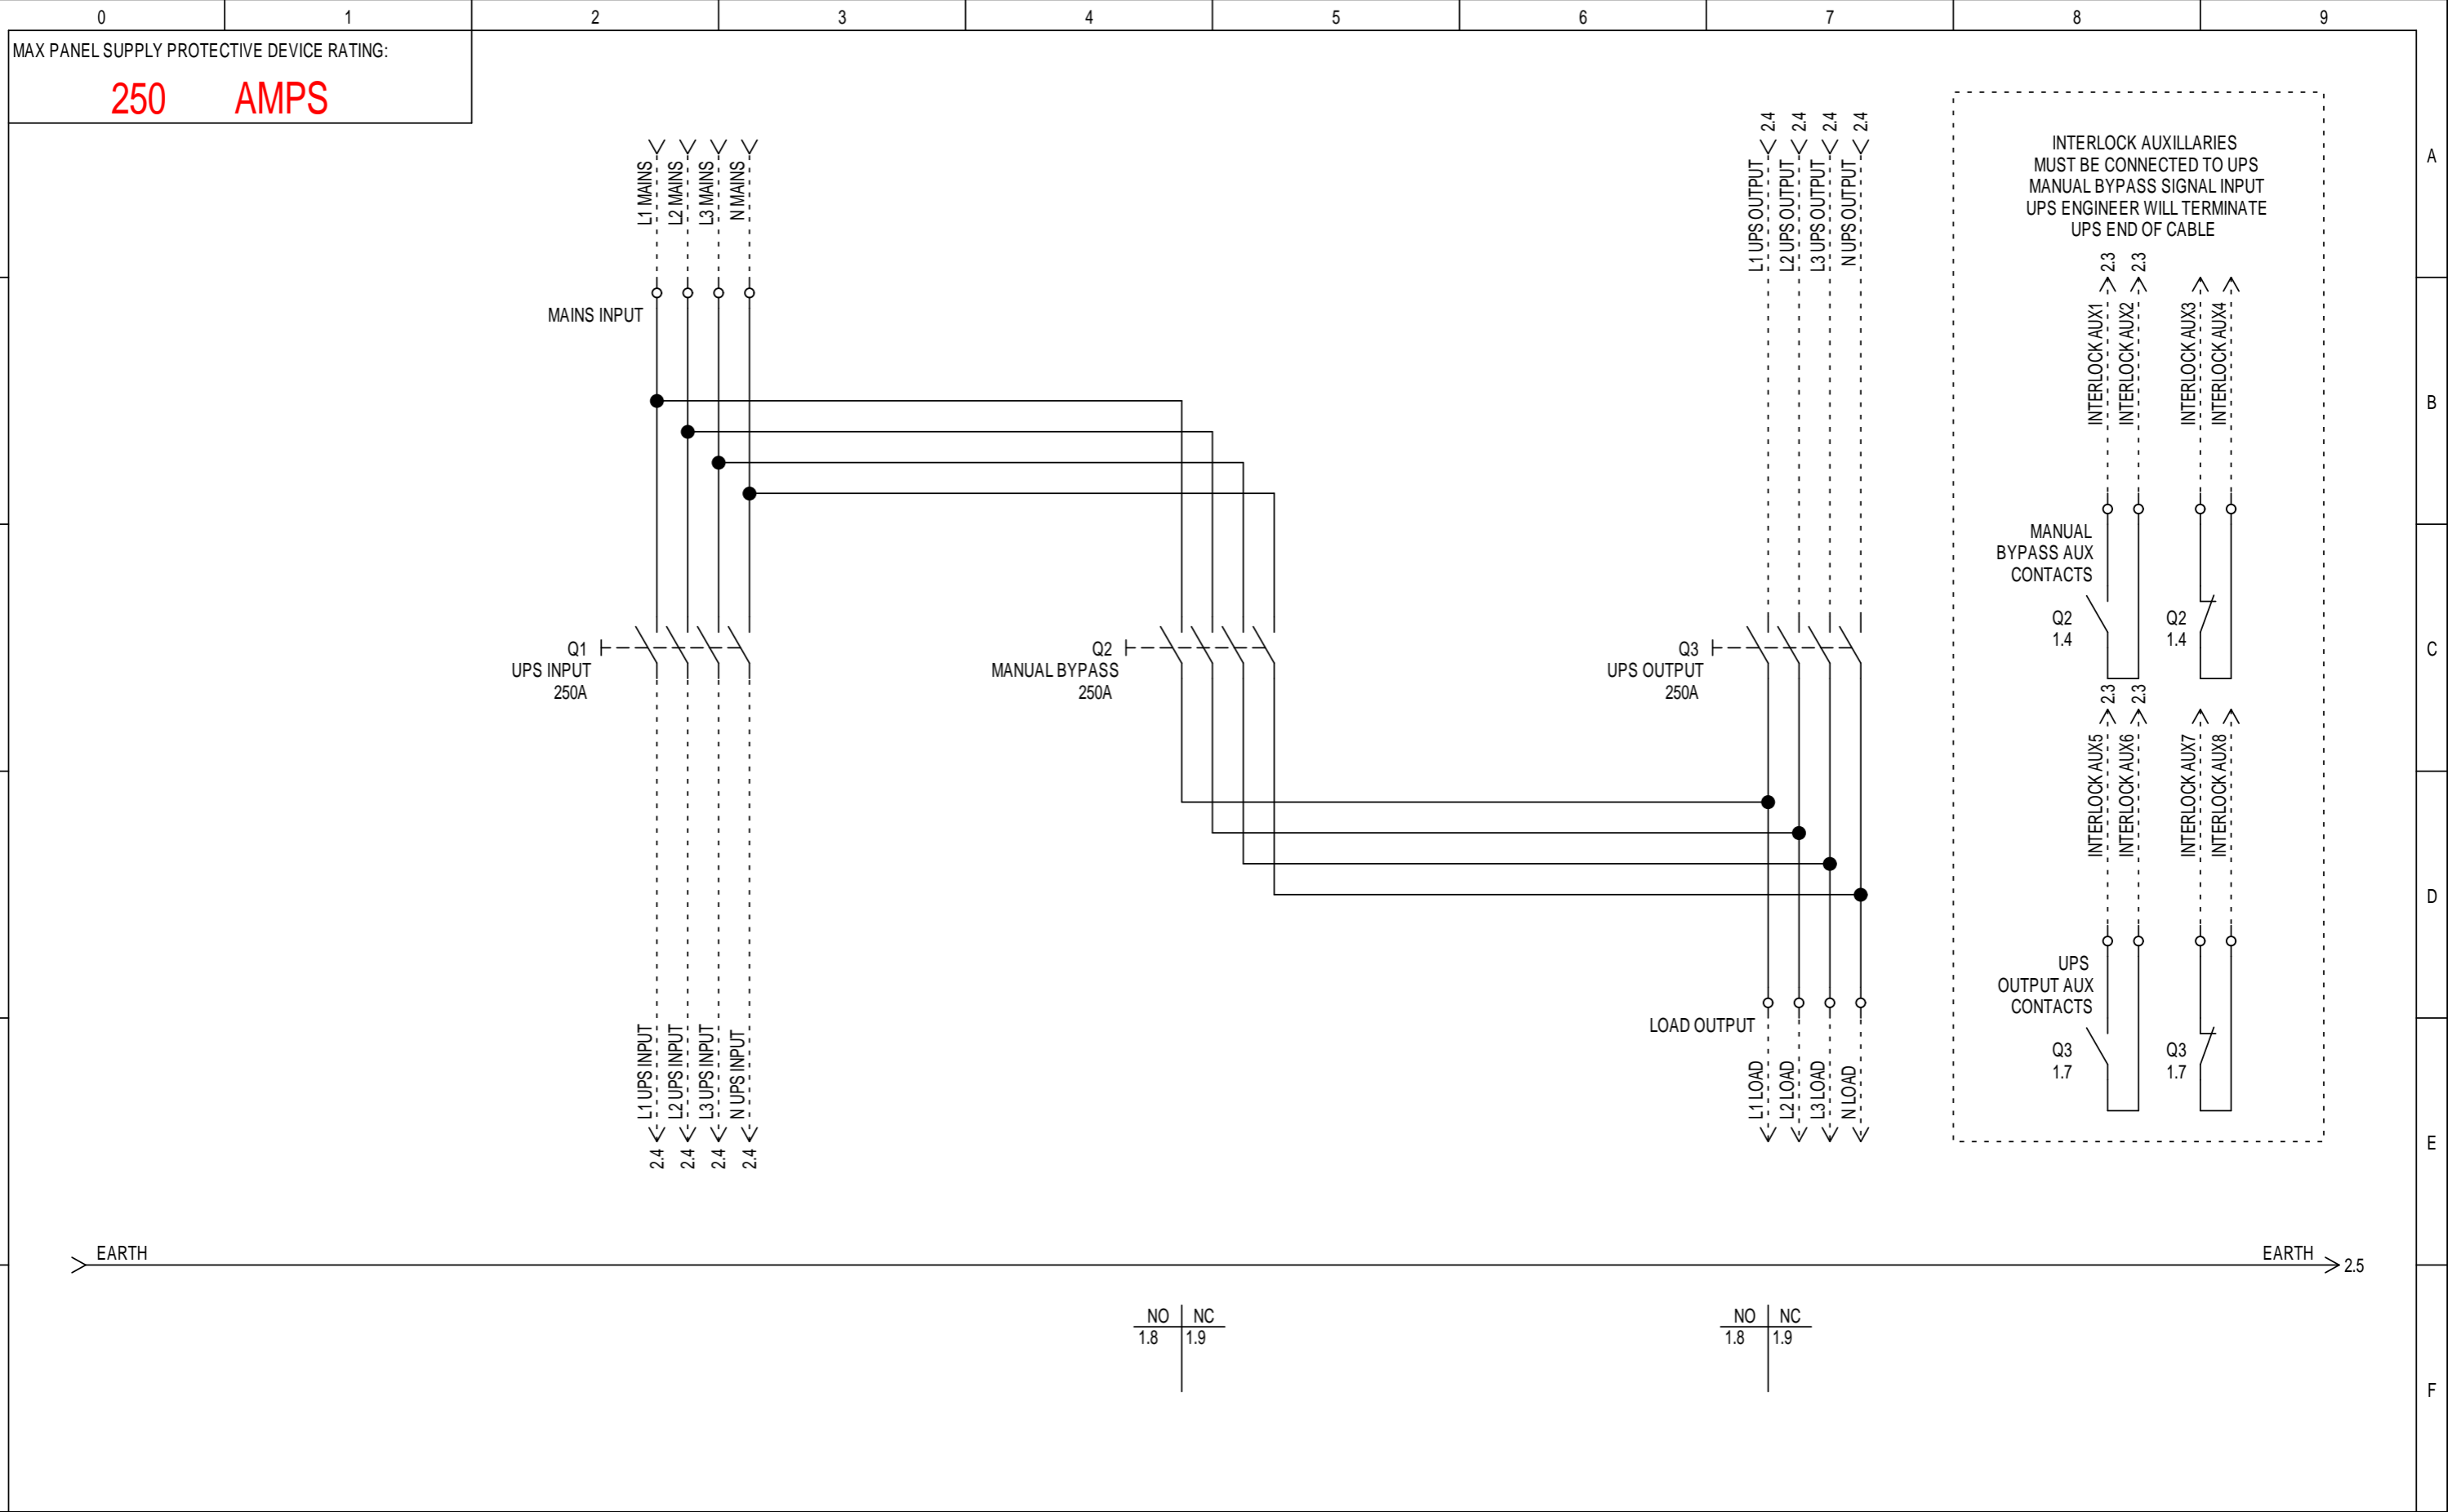 0 1 2 3 4 5 6 7 8 9
MAX PANEL SUPPLY PROTECTIVE DEVICE RATING:
250 AMPS
L1 MAINS
L2 MAINS
L3 MAINS
N MAINS
MAINS INPUT
2.4 2.4 2.4 2.4
L1 UPS OUTPUT
L2 UPS OUTPUT
L3 UPS OUTPUT
N UPS OUTPUT
INTERLOCK AUXILLARIES
MUST BE CONNECTED TO UPS
MANUAL BYPASS SIGNAL INPUT
UPS ENGINEER WILL TERMINATE
UPS END OF CABLE
A
2.3 2.3
INTERLOCK AUX1
INTERLOCK AUX2
INTERLOCK AUX3
INTERLOCK AUX4
B
MANUAL
BYPASS AUX
CONTACTS
Q2
1.4
Q2
1.4
Q1
UPS INPUT
250A
Q2
MANUAL BYPASS
250A
Q3
UPS OUTPUT
250A
C
2.3 2.3
INTERLOCK AUX5
INTERLOCK AUX6
INTERLOCK AUX7
INTERLOCK AUX8
D
UPS
OUTPUT AUX
CONTACTS
Q3
1.7
Q3
1.7
LOAD OUTPUT
L1 UPS INPUT
L2 UPS INPUT
L3 UPS INPUT
N UPS INPUT
2.4 2.4 2.4 2.4
L1 LOAD
L2 LOAD
L3 LOAD
N LOAD
E
EARTH
EARTH 2.5
NO NC
1.8 1.9
NO NC
1.8 1.9
F